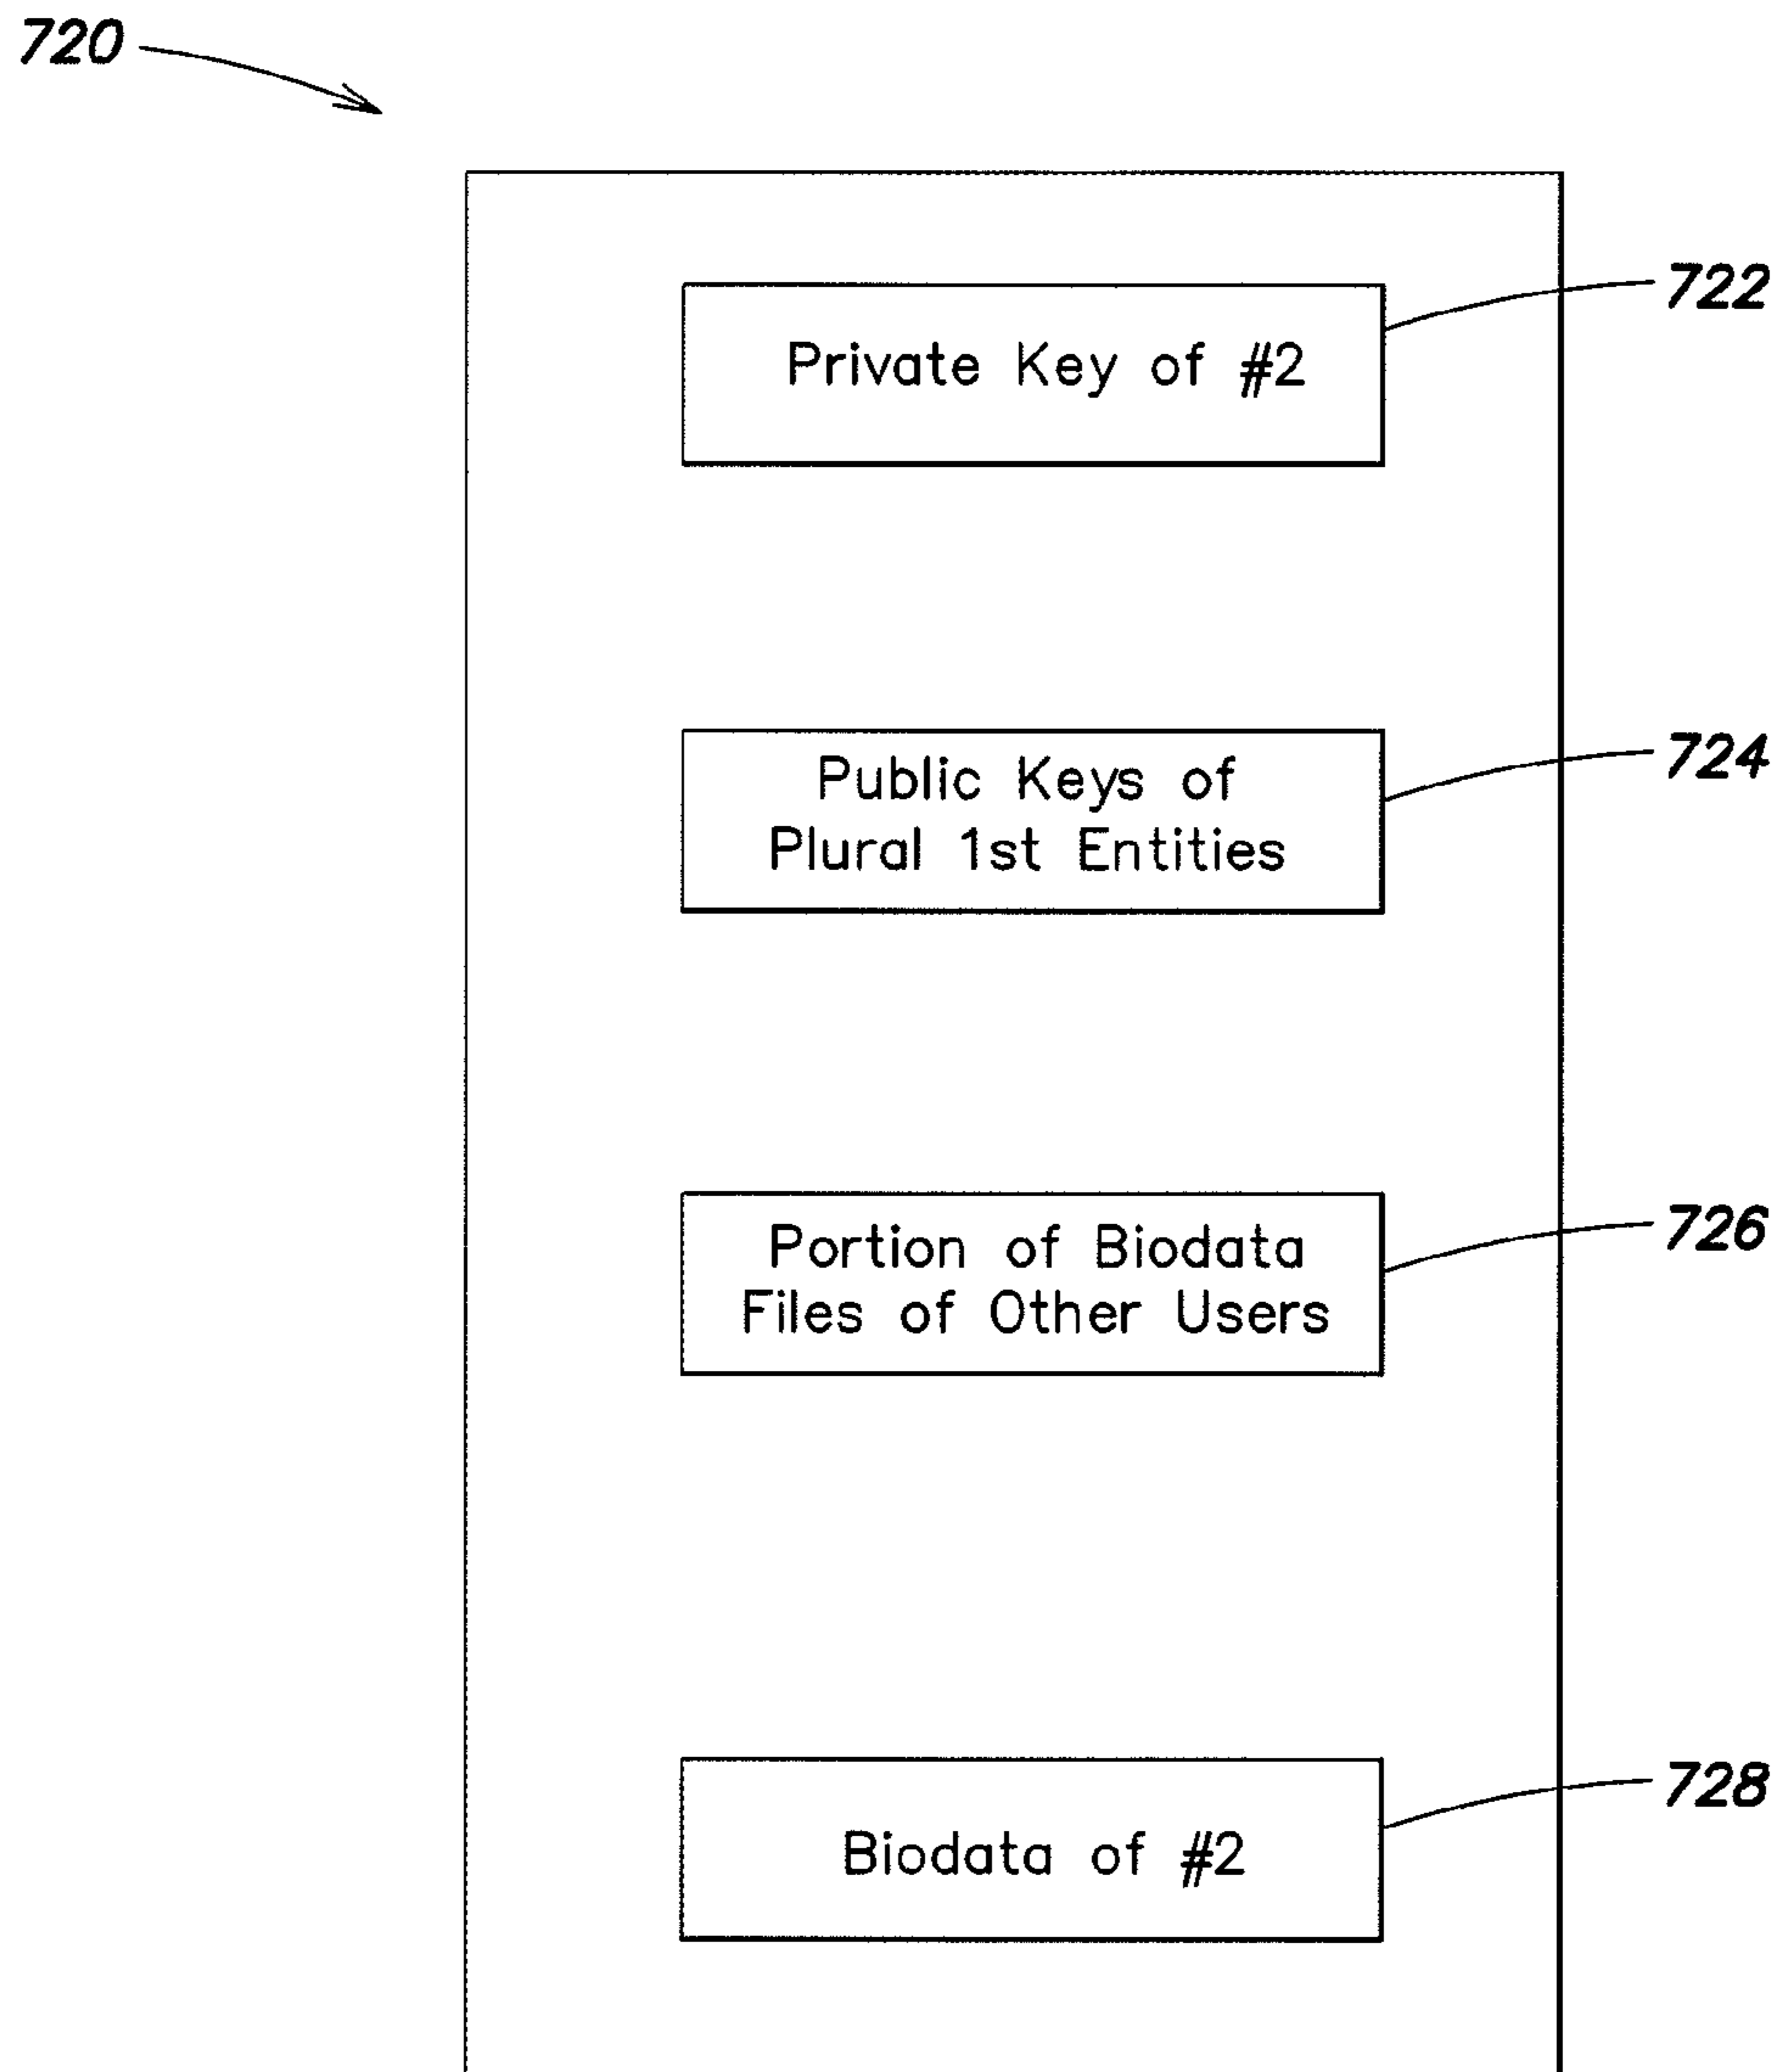 720
722
Private Key of #2
724
Public Keys of
Plural 1st Entities
726
Portion of Biodata
Files of Other Users
728
Biodata of #2